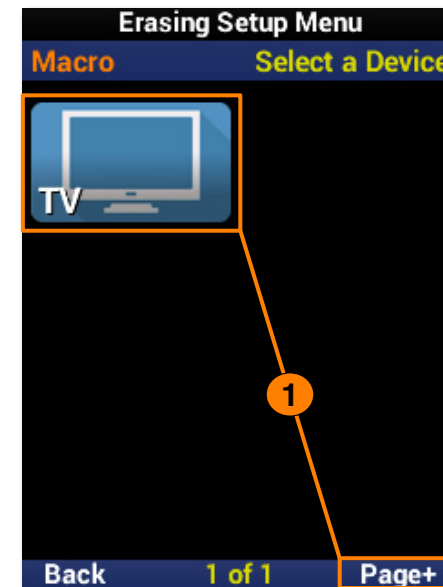 Erasing Setup Menu
Macro Select a Device
TV
1
Back 1 of 1 Page+